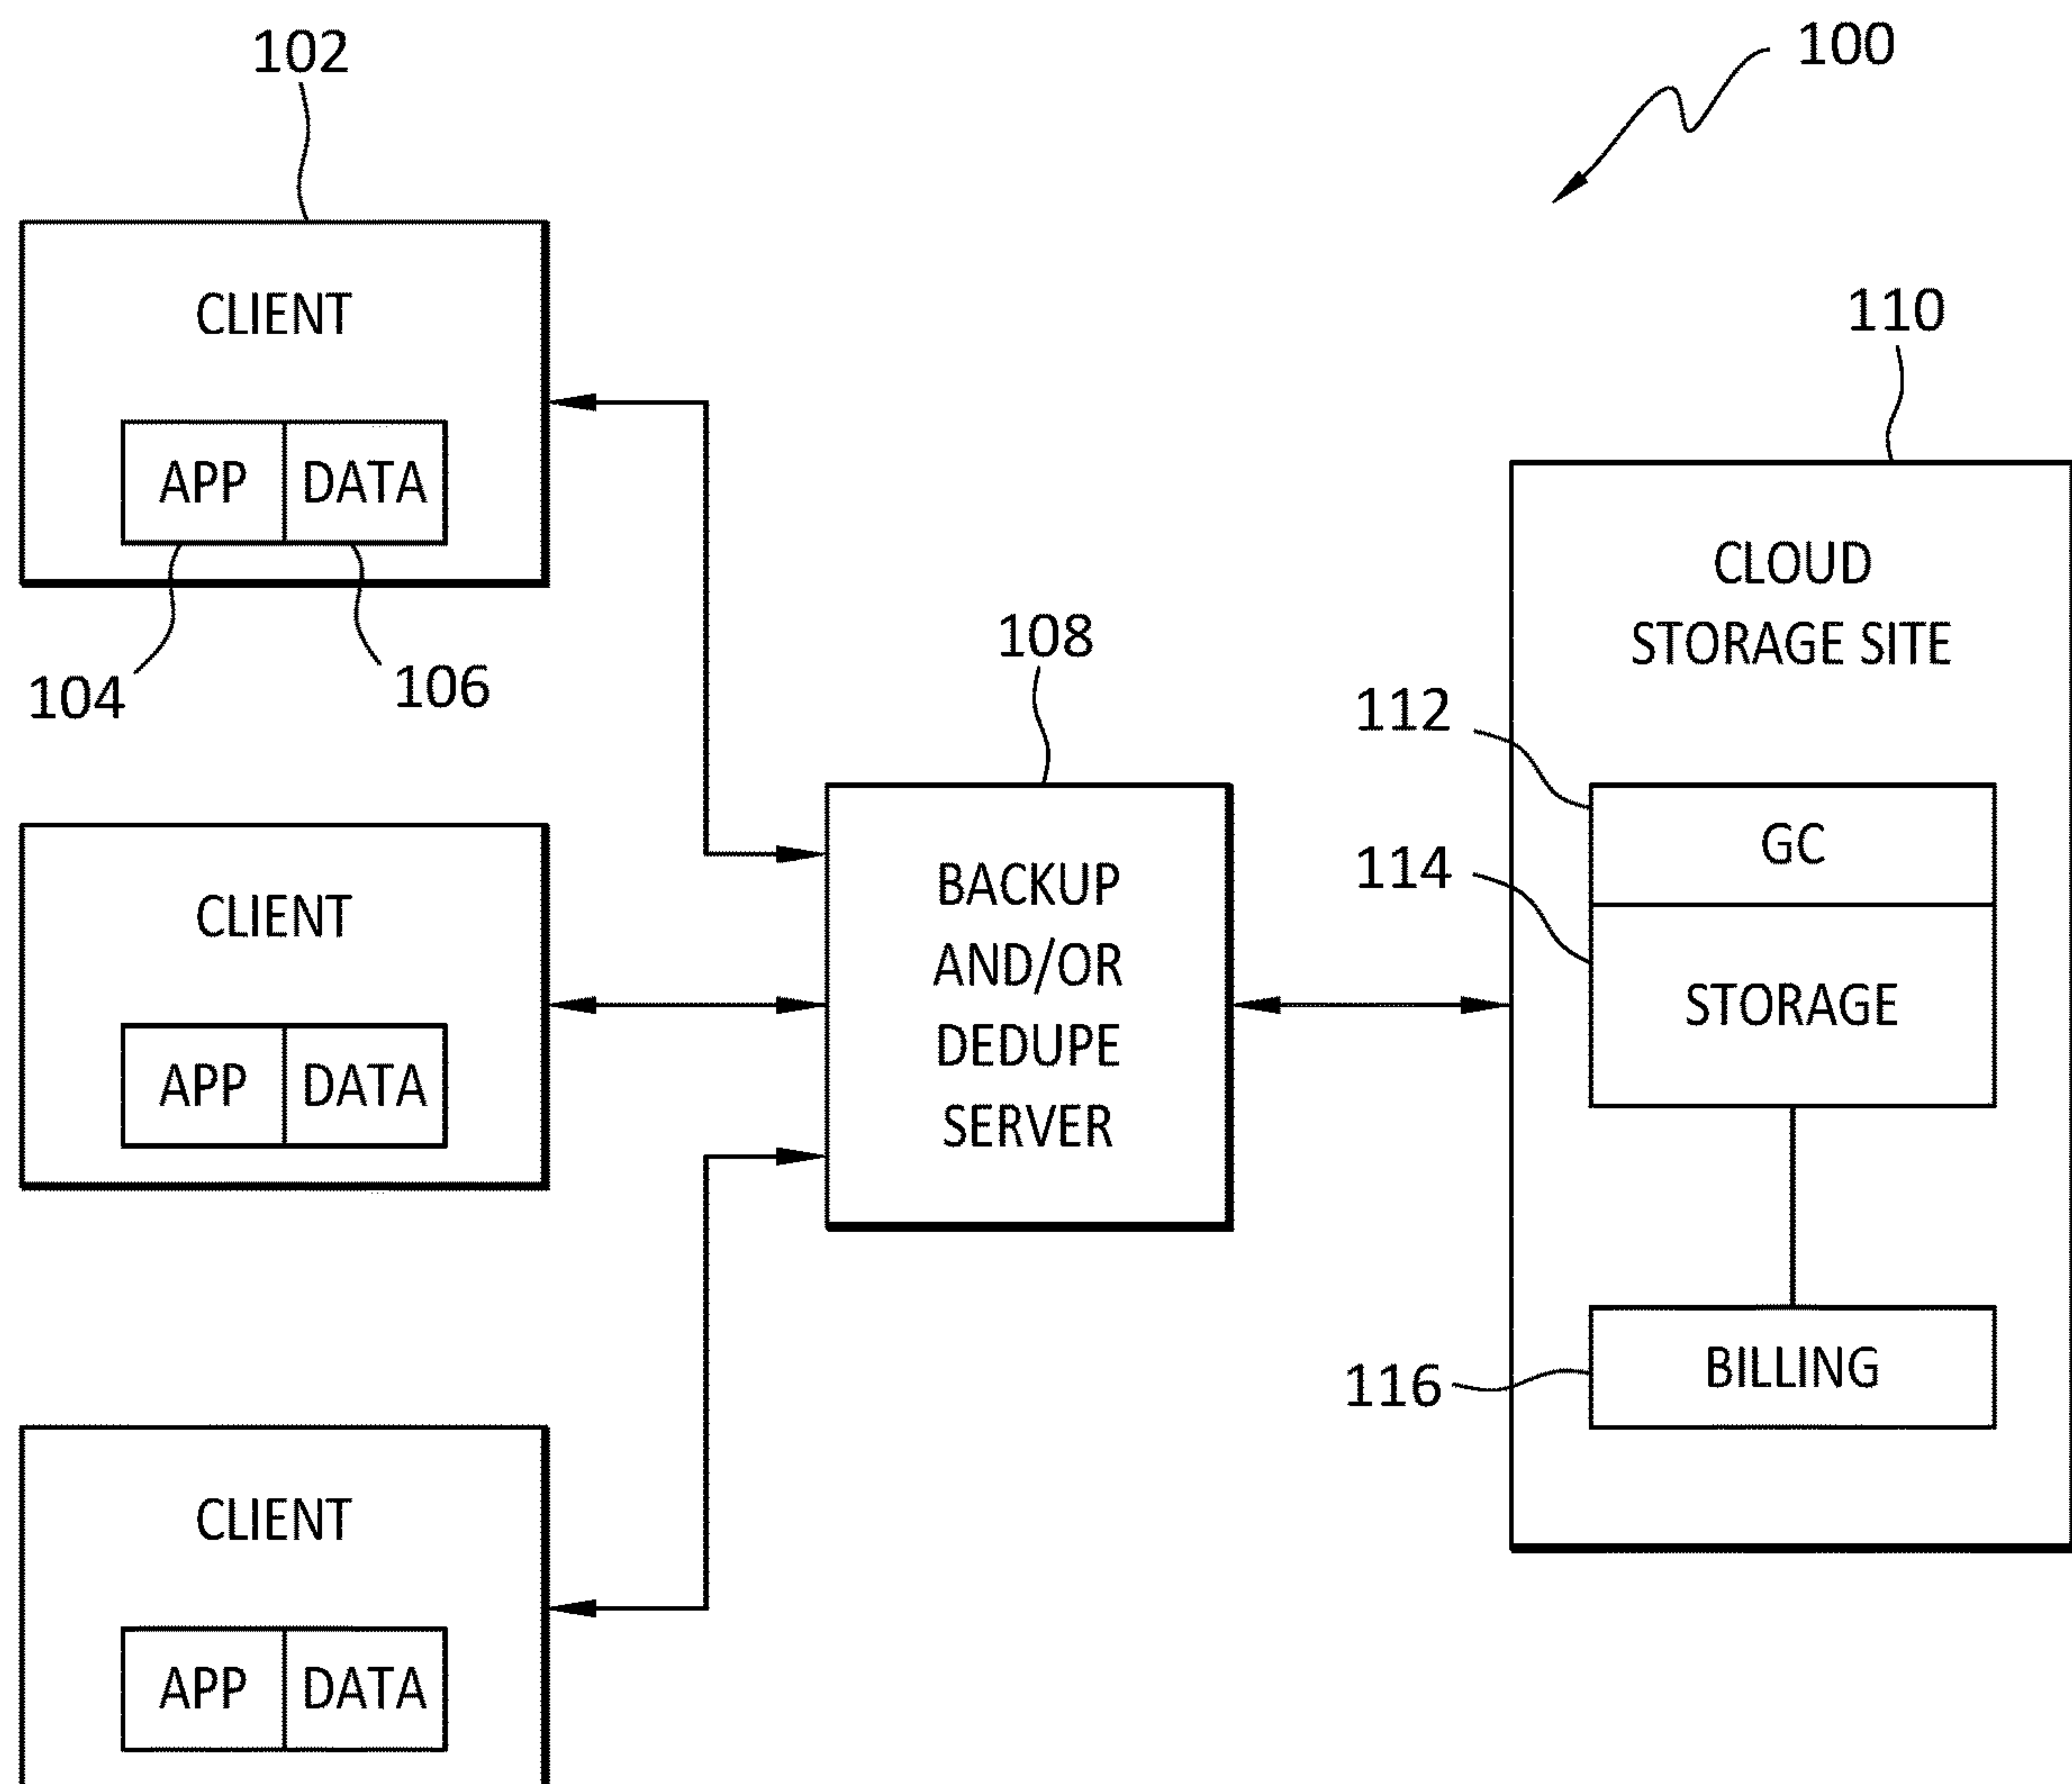 102
100
CLIENT
APP DATA
104
106
110
CLOUD
STORAGE SITE
108
112
GC
114
STORAGE
116
BILLING
BACKUP
AND/OR
DEDUPE
SERVER
CLIENT
APP DATA
CLIENT
APP DATA